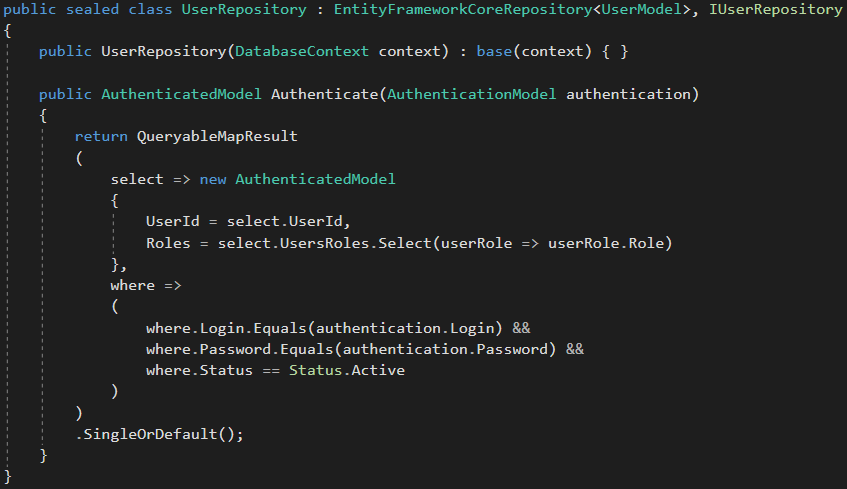 public sealed class UserRepository : EntityFrameworkCoreRepository<UserModel>, IUserRepository
{
    public UserRepository(DatabaseContext context) : base(context) { }

    public AuthenticatedModel Authenticate(AuthenticationModel authentication)
    {
        return QueryableMapResult
        (
            select => new AuthenticatedModel
            {
                UserId = select.UserId,
                Roles = select.UsersRoles.Select(userRole => userRole.Role)
            },
            where =>
            (
                where.Login.Equals(authentication.Login) &&
                where.Password.Equals(authentication.Password) &&
                where.Status == Status.Active
            )
        )
        .SingleOrDefault();
    }
}